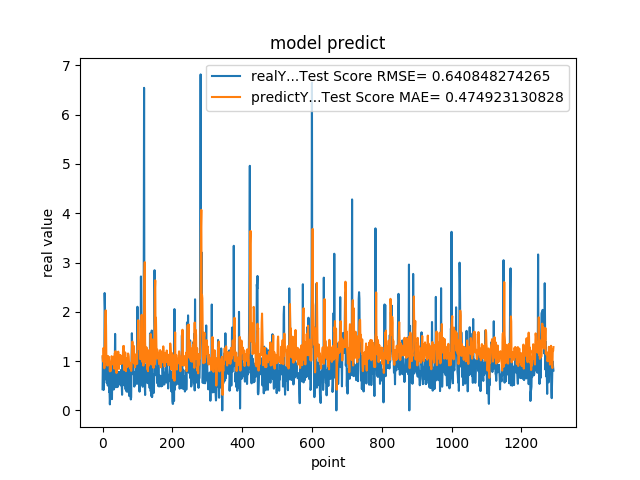 model predict
realY...Test Score RMSE= 0.640848274265
predictY...Test Score MAE= 0.474923130828
7
6
5
4
3
2
1
0
real value
0 200 400 600 800 1000 1200
point